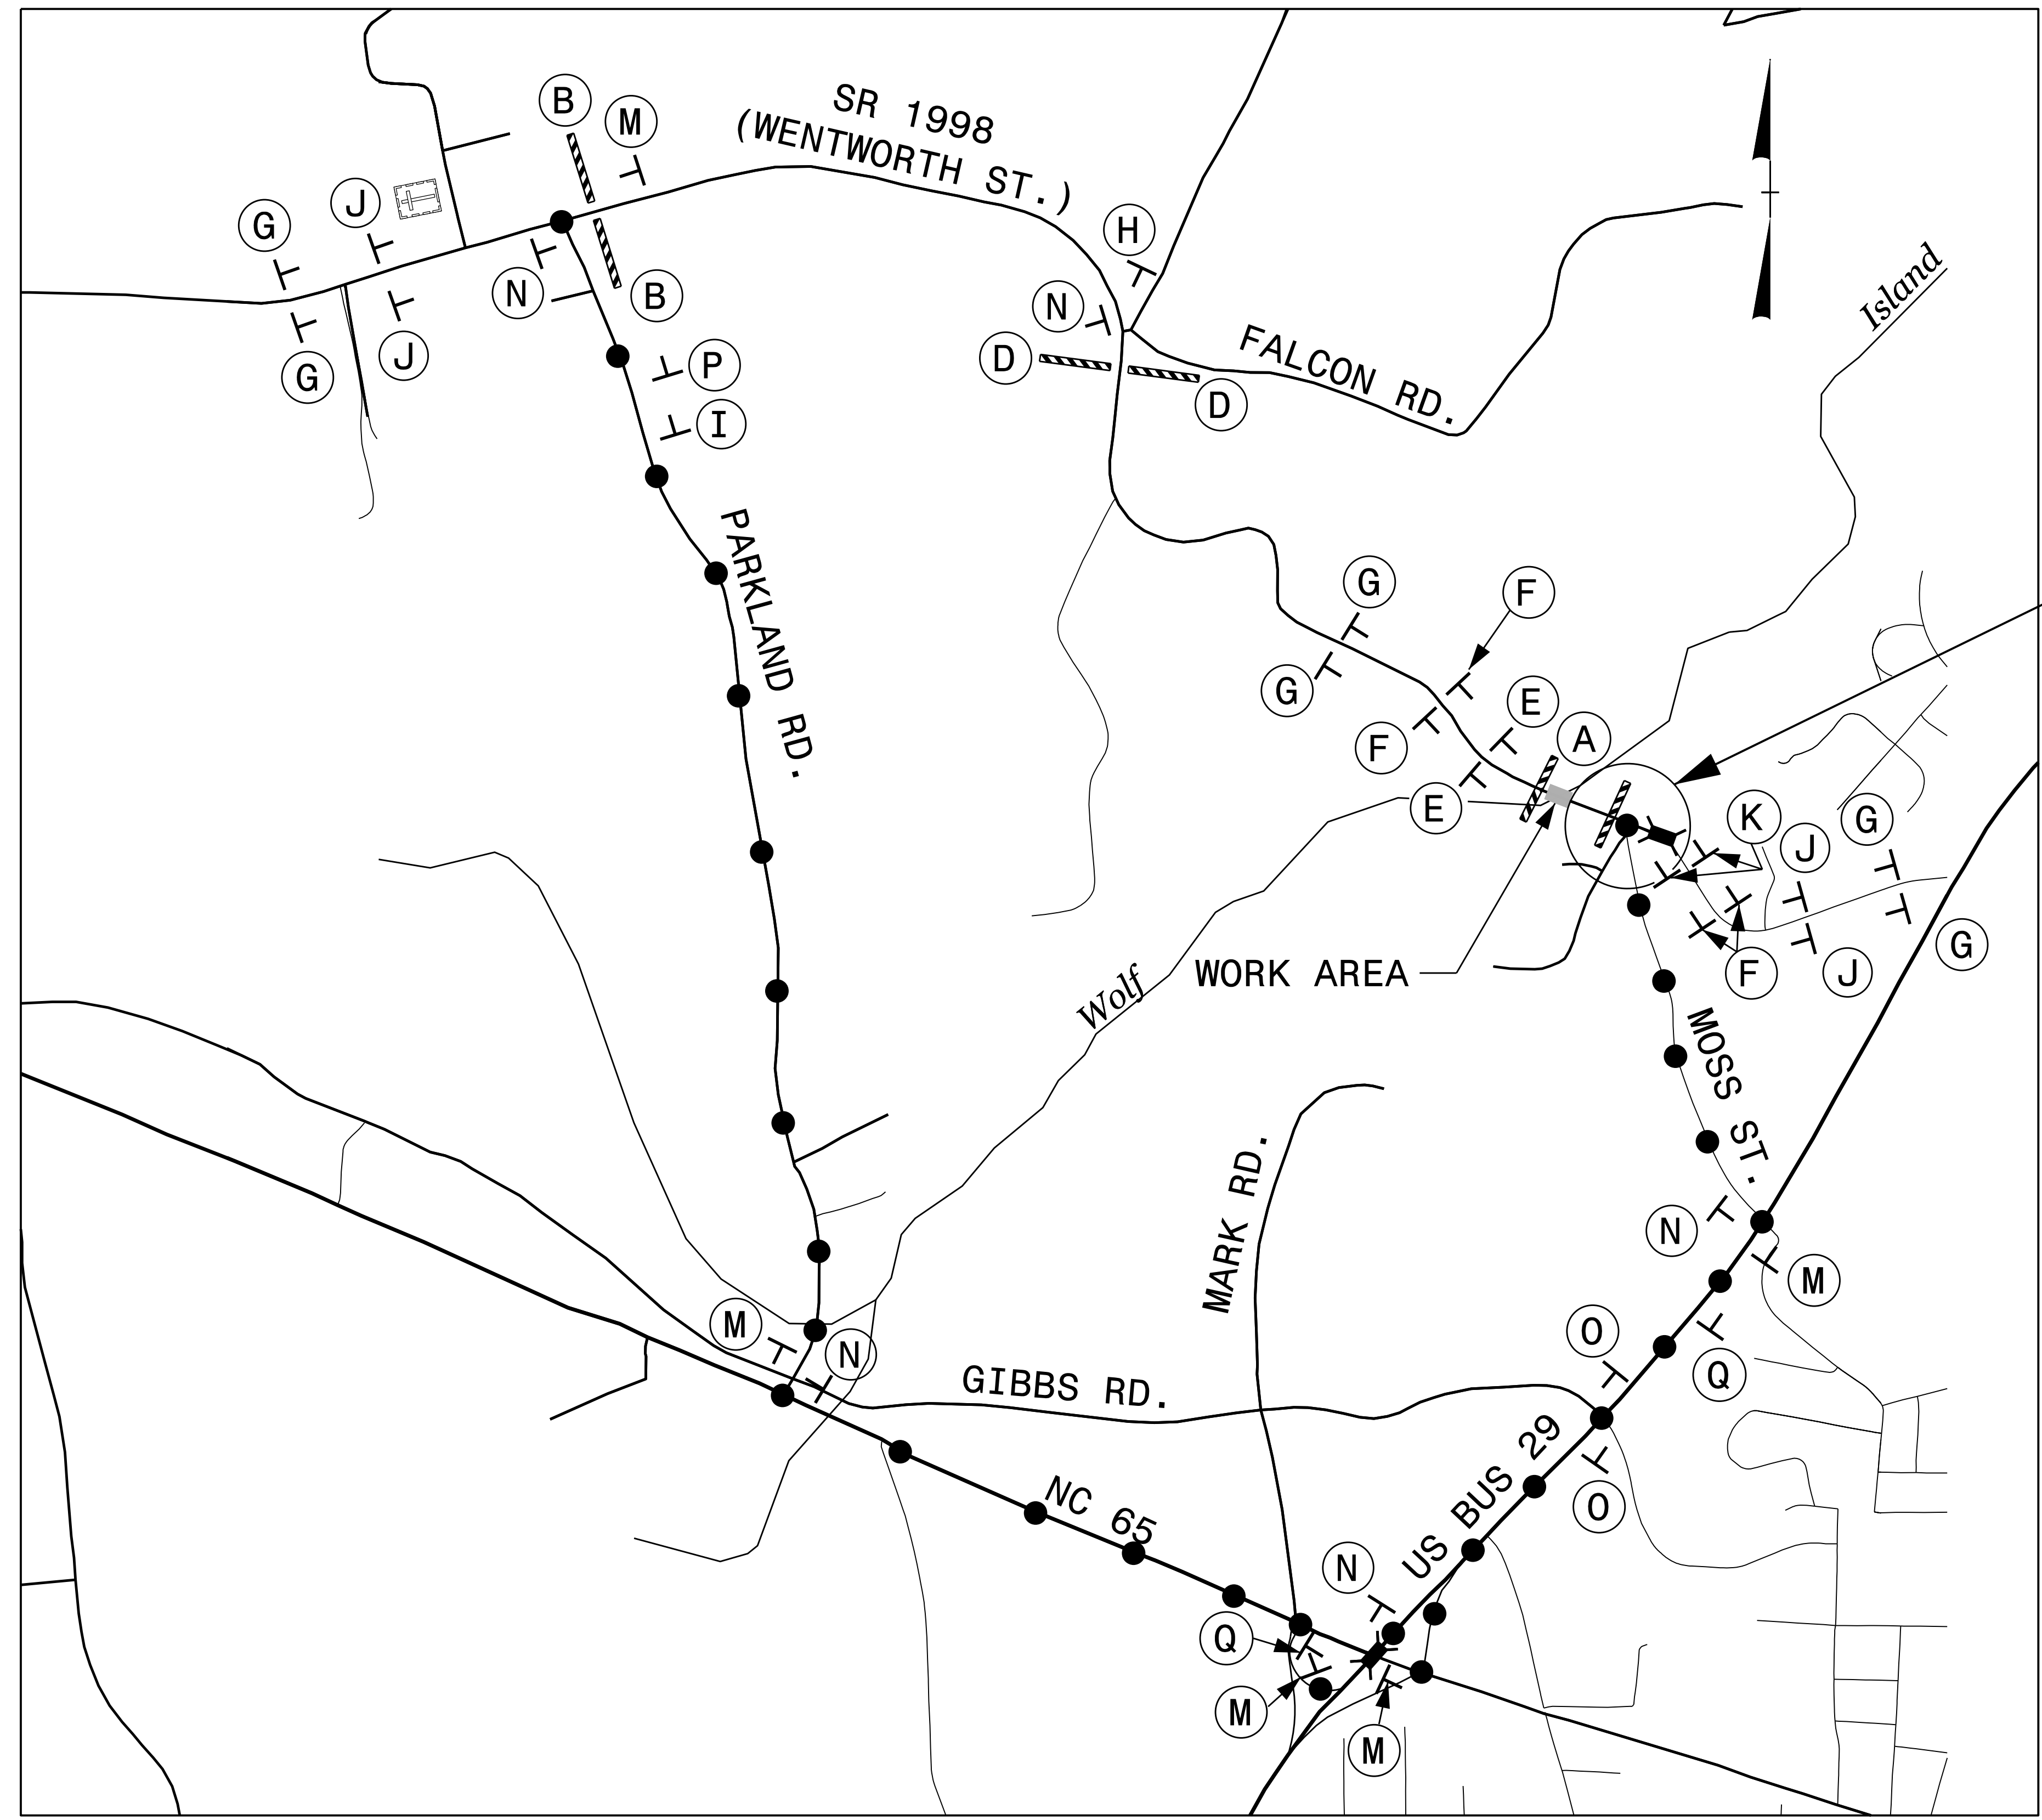 B
M
SR 1998
(WENTWORTH ST.)
G
J
H
N
B
N
D
FALCON RD.
D
Island
G
J
P
I
PARKLAND RD.
G
F
G
E
F
A
E
K
J
G
WORK AREA
F
J
G
Wolf
MOSS ST.
MARK RD.
N
M
M
N
O
Q
GIBBS RD.
O
NC 65
US BUS 29
N
Q
M
M